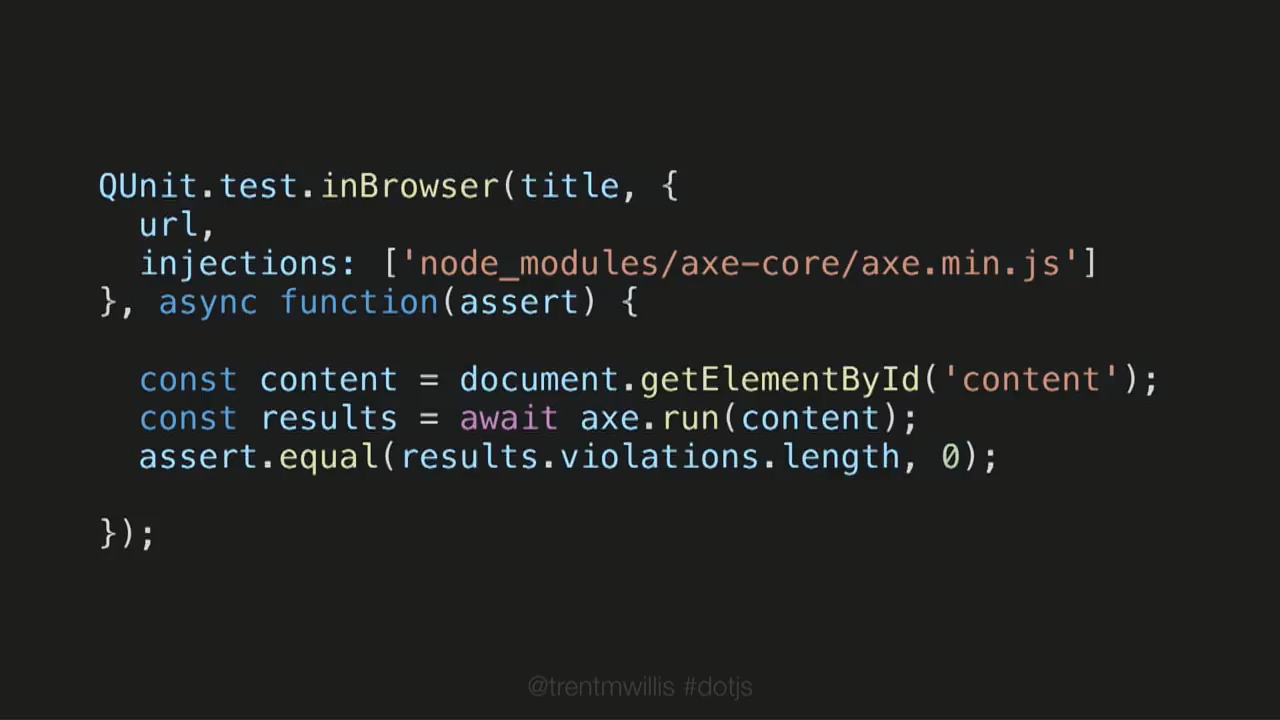 QUnit.test.inBrowser(title, {
  url,
  injections: ['node_modules/axe-core/axe.min.js']
}, async function(assert) {
  const content = document.getElementById('content');
  const results = await axe.run(content);
  assert.equal(results.violations.length, 0);
});
@trentmwillis #dotjs